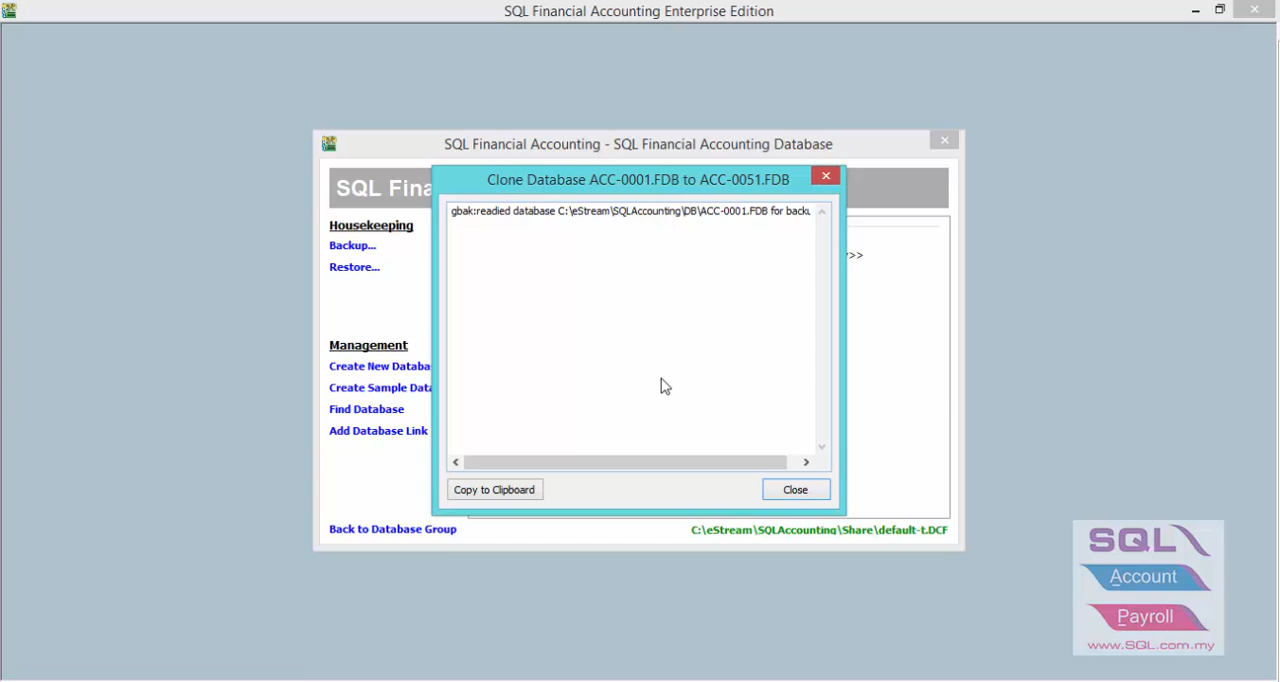 SQL Financial Accounting Enterprise Edition
SQL Financial Accounting - SQL Financial Accounting Database
SQL Fina
Clone Database ACC-0001.FDB to ACC-0051.FDB
gbak:readied database C:\eStream\SQLAccounting\DB\ACC-0001.FDB for backu
Housekeeping
Backup...
Restore...
>>
Management
Create New Databa
Create Sample Data
Find Database
Add Database Link
Copy to Clipboard
Close
Back to Database Group
C:\eStream\SQLAccounting\Share\default-t.DCF
SQL
Account
Payroll
www.SQL.com.my